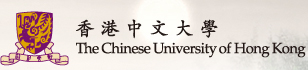 香港中文大學
The Chinese University of Hong Kong